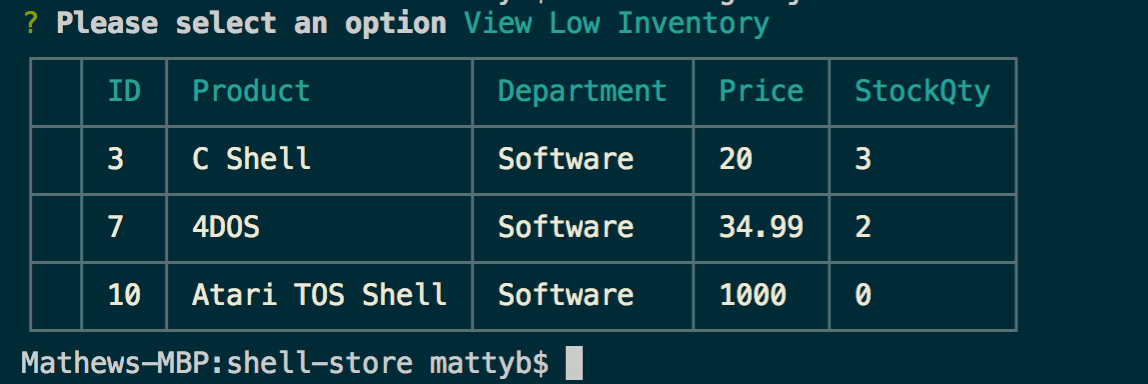 ? Please select an option View Low Inventory
ID Product Department Price StockQty
3 C Shell Software 20 3
7 4DOS Software 34.99 2
10 Atari TOS Shell Software 1000 0
Mathews-MBP:shell-store mattyb$